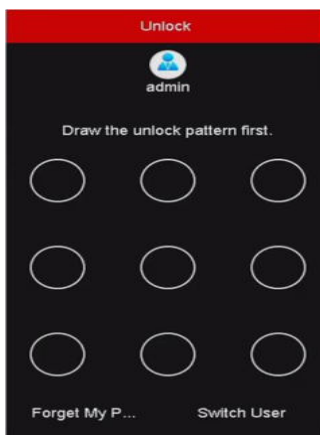 Unlock
admin
Draw the unlock pattern first.
Forget My P...
Switch User